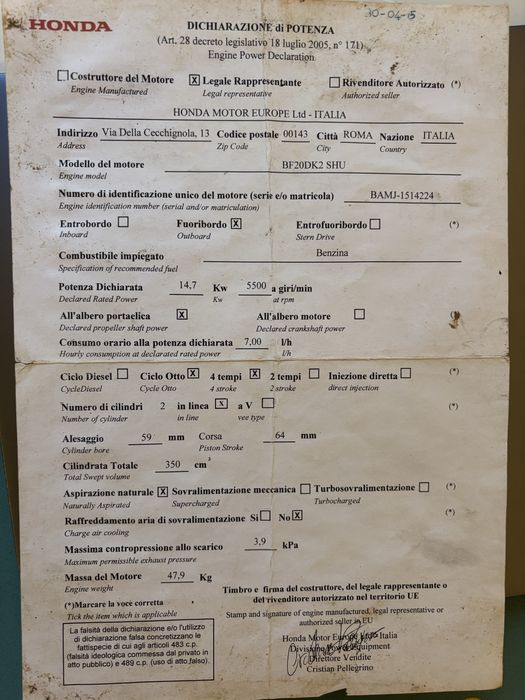 30-04-15
HONDA
DICHIARAZIONE di POTENZA
(Art. 28 decreto legislativo 18 luglio 2005, n° 171)
Engine Power Declaration
☐ Costruttore del Motore ☒ Legale Rappresentante ☐ Rivenditore Autorizzato (*)
Engine Manufactured Legal representative Authorized seller
HONDA MOTOR EUROPE Ltd - ITALIA
Indirizzo Via Della Cecchignola, 13 Codice postale 00143 Città ROMA Nazione ITALIA
Address Zip Code City Country
Modello del motore BF20DK2 SHU
Engine model
Numero di identificazione unico del motore (serie e/o matricola) BAMJ-1514224
Engine identification number (serial and/or matriculation)
Entrobordo ☐ Fuoribordo ☒ Entrofuoribordo ☐ (*)
Inboard Outboard Stern Drive
Combustibile impiegato Benzina
Specification of recommended fuel
Potenza Dichiarata 14,7 Kw 5500 a giri/min
Declared Rated Power Kw at rpm
All'albero portaelica ☒ All'albero motore ☐ (*)
Declared propeller shaft power Declared crankshaft power
Consumo orario alla potenza dichiarata 7,00 l/h
Hourly consumption at declarated rated power l/h
Ciclo Diesel ☐ Ciclo Otto ☒ 4 tempi ☒ 2 tempi ☐ Iniezione diretta ☐ (*)
CycleDiesel Cycle Otto 4 stroke 2 stroke direct injection
Numero di cilindri 2 in linea ☒ a V ☐ (*)
Number of cylinder in line vee type
Alesaggio 59 mm Corsa 64 mm
Cylinder bore Piston Stroke
Cilindrata Totale 350 cm³
Total Swept volume
Aspirazione naturale ☒ Sovralimentazione meccanica ☐ Turbosovralimentazione ☐ (*)
Naturally Aspirated Supercharged Turbocharged
Raffreddamento aria di sovralimentazione Si ☐ No ☒ (*)
Charge air cooling
Massima contropressione allo scarico 3,9 kPa
Maximum permissible exhaust pressure
Massa del Motore 47,9 Kg
Engine weight
(*)Marcare la voce corretta
Tick the item which is applicable
La falsità della dichiarazione e/o l'utilizzo
di dichiarazione falsa concretizzano le
fattispecie di cui agli articoli 483 c.p.
(falsità ideologica commessa dal privato in
atto pubblico) e 489 c.p. (uso di atto falso).
Timbro e firma del costruttore, del legale rappresentante o
del rivenditore autorizzato nel territorio UE
Stamp and signature of engine manufactured, legal representative or
authorized seller in EU
Honda Motor Europe Ltd Italia
Divisione Power Equipment
Direttore Vendite
Cristian Pellegrino